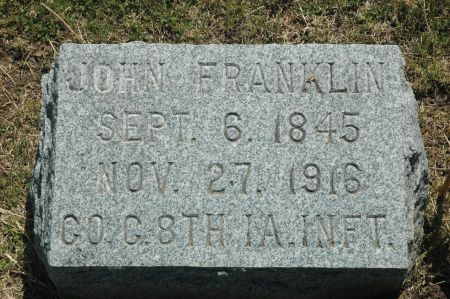 JOHN FRANKLIN
SEPT. 6. 1845
NOV. 27. 1916
CO. C. 8TH IA. INFT.